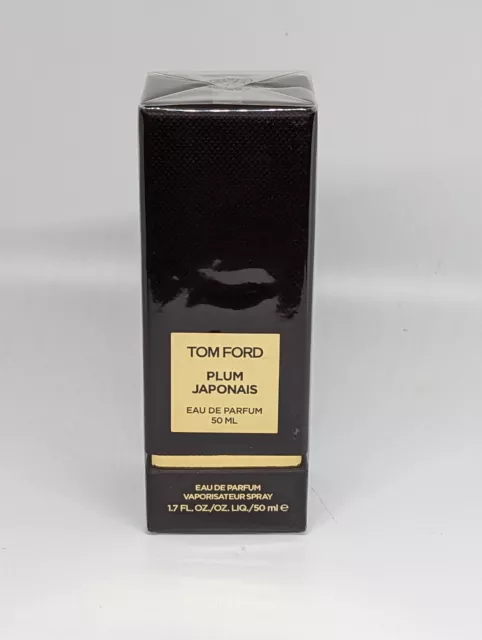 TOM FORD
PLUM
JAPONAIS
EAU DE PARFUM
50 ML
EAU DE PARFUM
VAPORISATEUR SPRAY
1.7 FL. OZ./OZ. LIQ./50 ml ℮